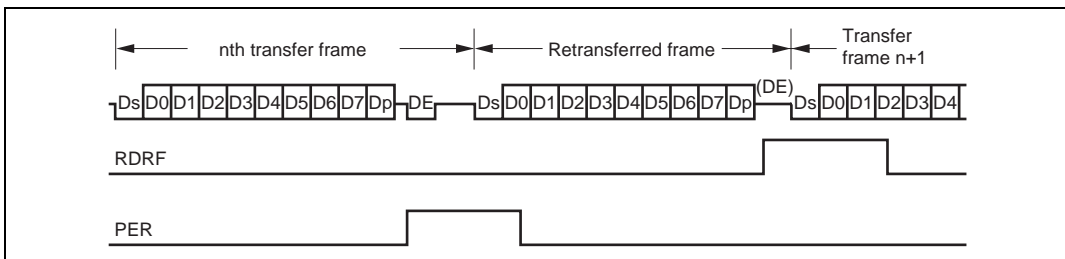 nth transfer frame
Retransferred frame
Transfer
frame n+1
Ds D0 D1 D2 D3 D4 D5 D6 D7 Dp DE Ds D0 D1 D2 D3 D4 D5 D6 D7 Dp (DE) Ds D0 D1 D2 D3 D4
RDRF
PER